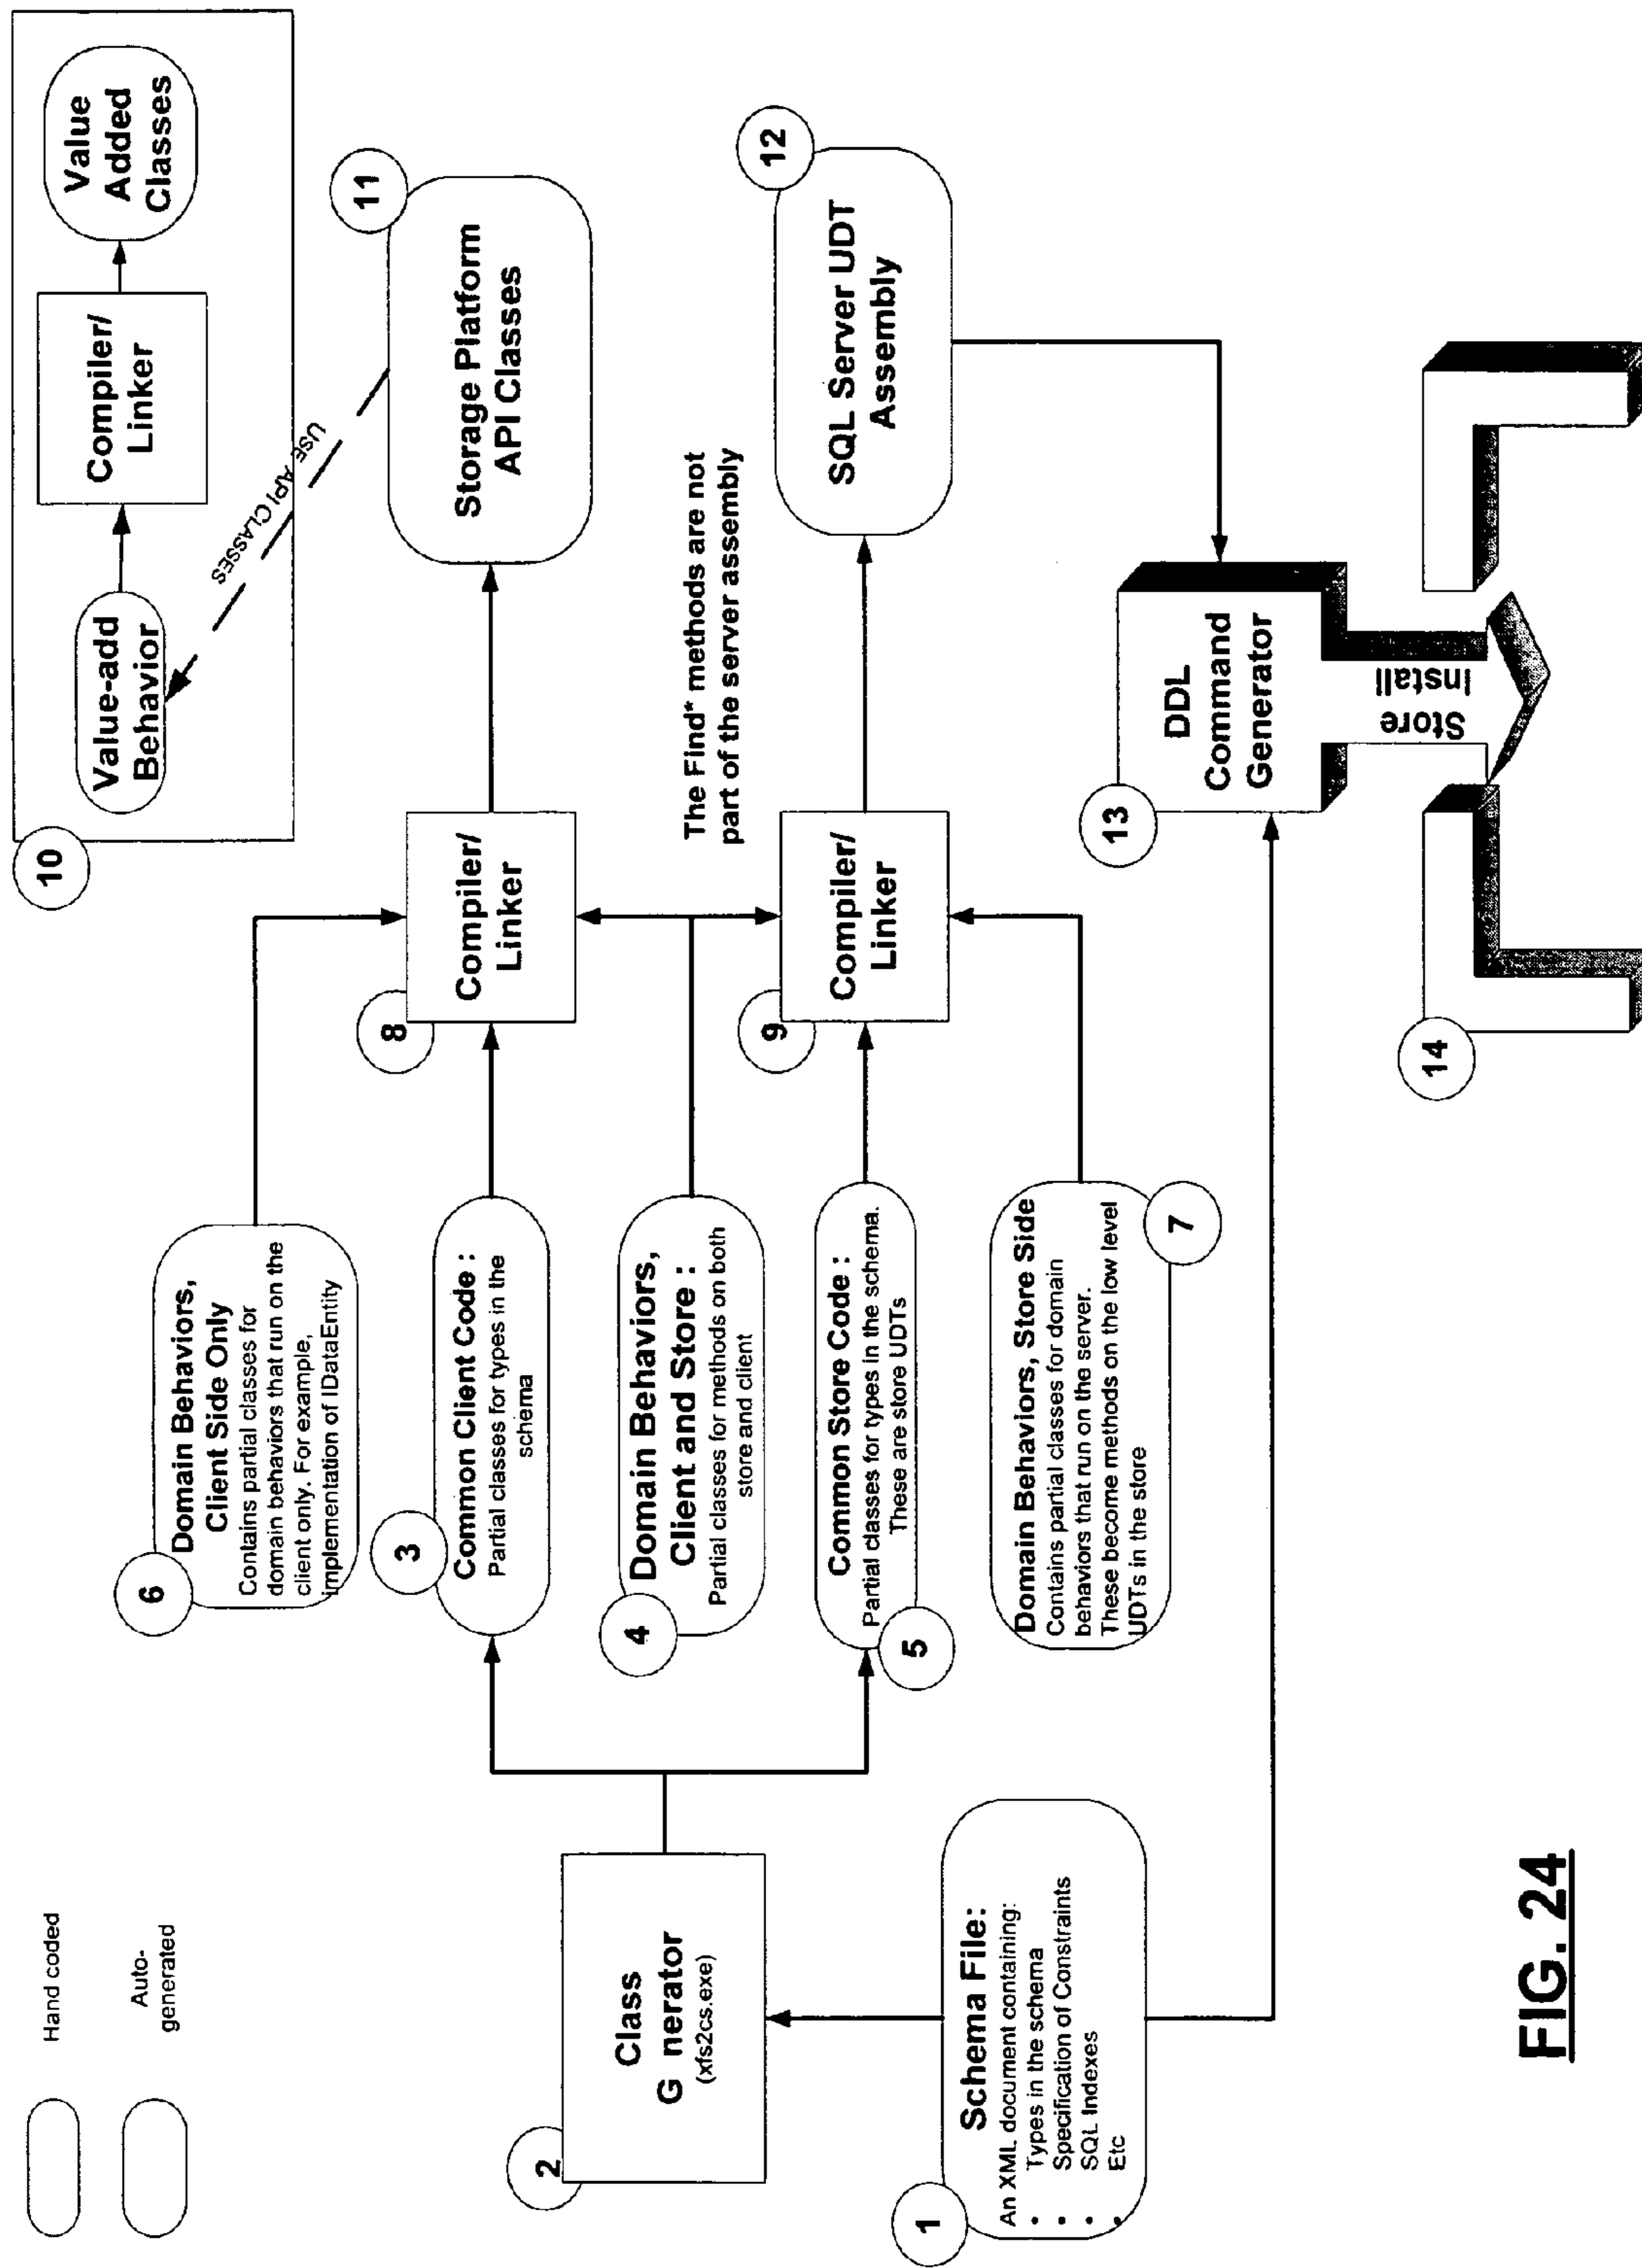 Hand coded
Auto-
generated
10
Value-add
Behavior
Compiler/
Linker
Value
Added
Classes
USE API CLASSES
6
Domain Behaviors,
Client Side Only
Contains partial classes for
domain behaviors that run on the
client only. For example,
implementation of IDataEntity
3
Common Client Code :
Partial classes for types in the
schema
8
Compiler/
Linker
11
Storage Platform
API Classes
2
Class
G nerator
(xfs2cs.exe)
4
Domain Behaviors,
Client and Store :
Partial classes for methods on both
store and client
The Find* methods are not
part of the server assembly
5
Common Store Code :
Partial classes for types in the schema.
These are store UDTs
9
Compiler/
Linker
12
SQL Server UDT
Assembly
1
Schema File:
An XML document containing:
• Types in the schema
• Specification of Constraints
• SQL Indexes
• Etc
7
Domain Behaviors, Store Side
Contains partial classes for domain
behaviors that run on the server.
These become methods on the low level
UDTs in the store
13
DDL
Command
Generator
Store
Install
14
FIG. 24